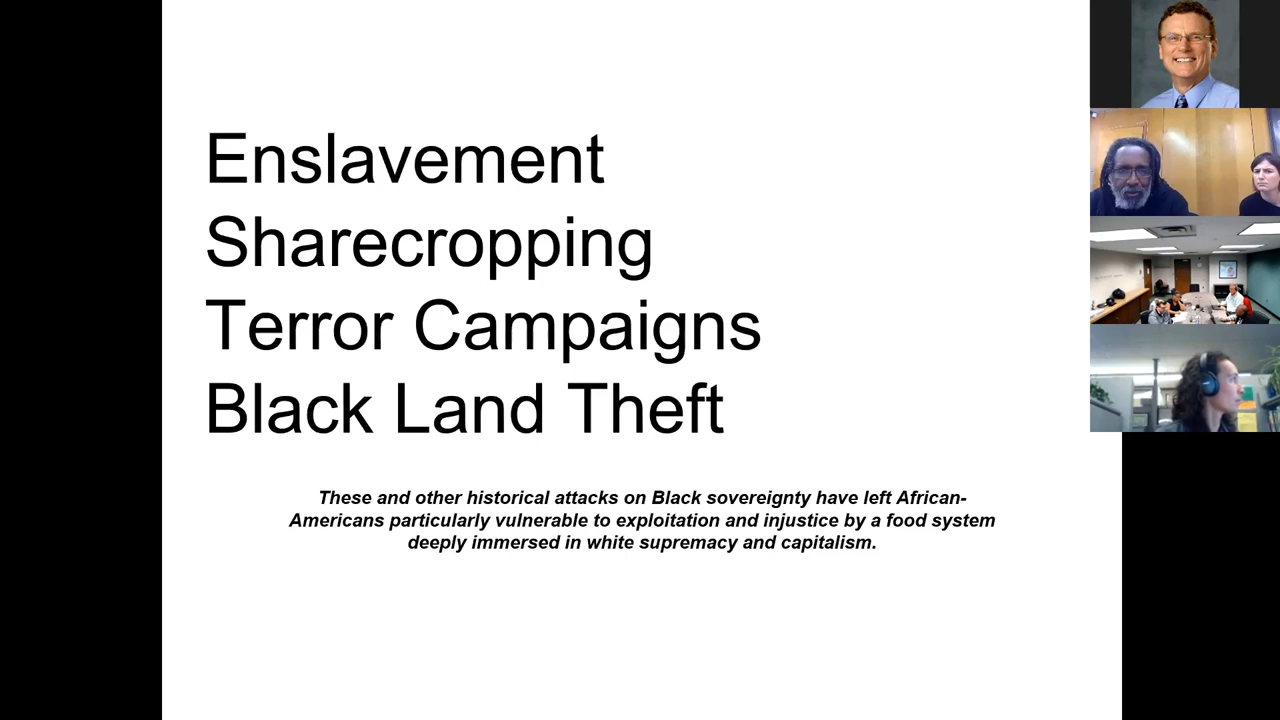 Enslavement
Sharecropping
Terror Campaigns
Black Land Theft
These and other historical attacks on Black sovereignty have left African-
Americans particularly vulnerable to exploitation and injustice by a food system
deeply immersed in white supremacy and capitalism.